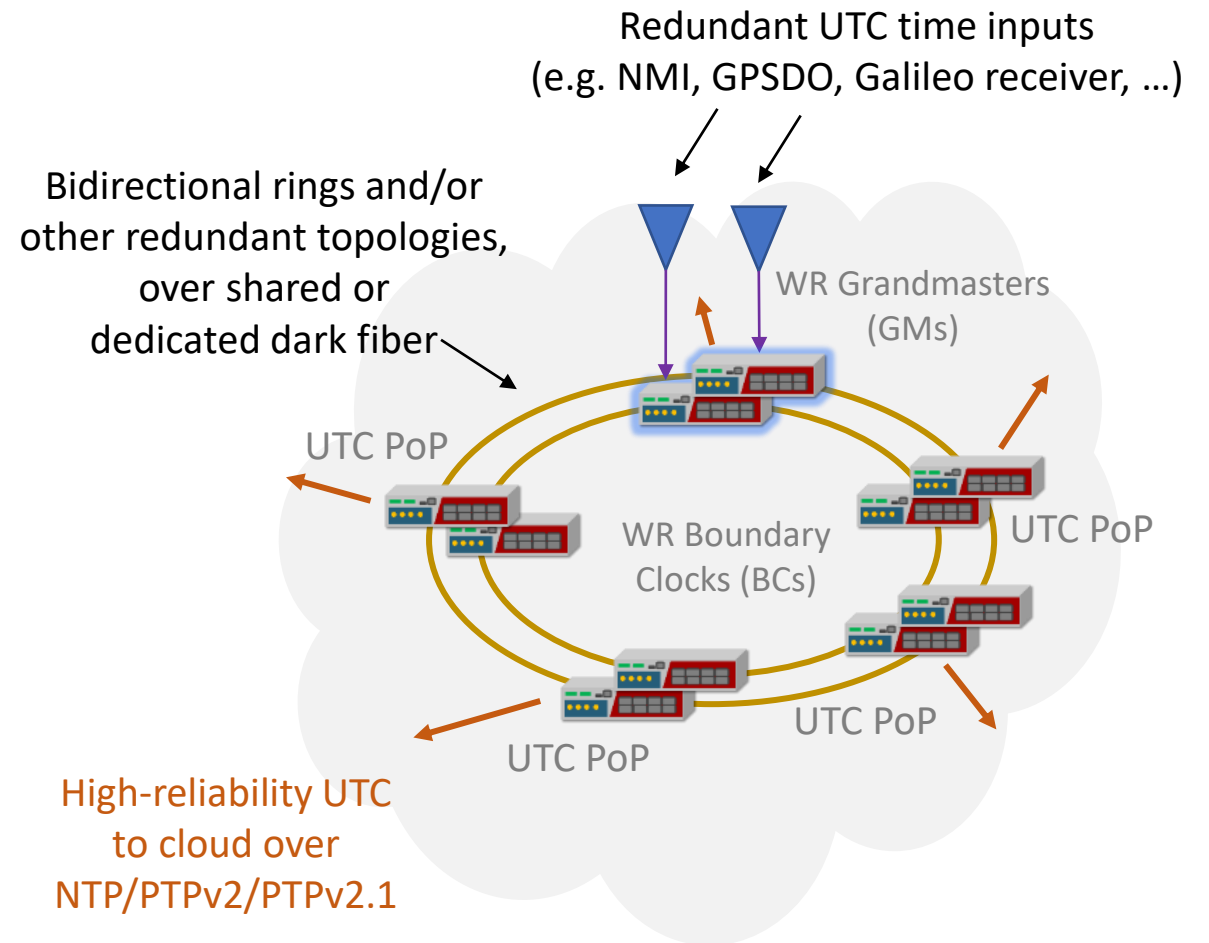 Redundant UTC time inputs
(e.g. NMI, GPSDO, Galileo receiver, …)
Bidirectional rings and/or
other redundant topologies,
over shared or
dedicated dark fiber
WR Grandmasters
(GMs)
UTC PoP
WR Boundary
Clocks (BCs)
UTC PoP
UTC PoP
UTC PoP
High-reliability UTC
to cloud over
NTP/PTPv2/PTPv2.1